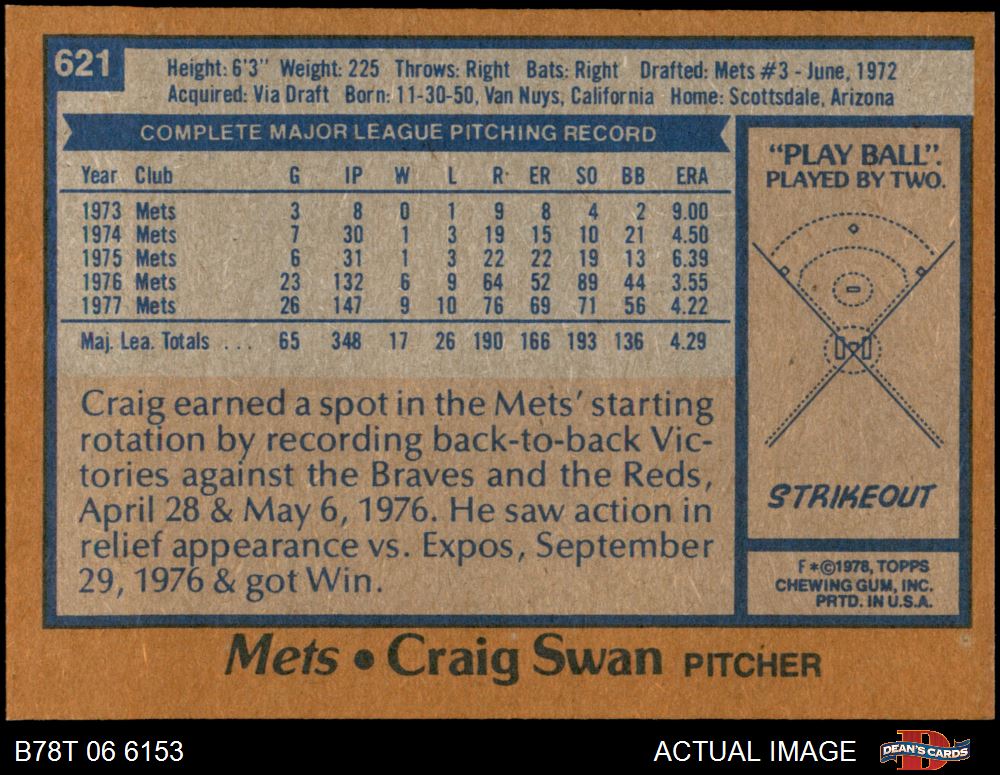 621
Height: 6'3" Weight: 225 Throws: Right Bats: Right Drafted: Mets #3 - June, 1972
Acquired: Via Draft Born: 11-30-50, Van Nuys, California Home: Scottsdale, Arizona
COMPLETE MAJOR LEAGUE PITCHING RECORD
Year Club G IP W L R ER SO BB ERA
1973 Mets 3 8 0 1 9 8 4 2 9.00
1974 Mets 7 30 1 3 19 15 10 21 4.50
1975 Mets 6 31 1 3 22 22 19 13 6.39
1976 Mets 23 132 6 9 64 52 89 44 3.55
1977 Mets 26 147 9 10 76 69 71 56 4.22
Maj. Lea. Totals . . . 65 348 17 26 190 166 193 136 4.29
Craig earned a spot in the Mets' starting
rotation by recording back-to-back Vic-
tories against the Braves and the Reds,
April 28 & May 6, 1976. He saw action in
relief appearance vs. Expos, September
29, 1976 & got Win.
"PLAY BALL".
PLAYED BY TWO.
STRIKEOUT
F*©1978, TOPPS
CHEWING GUM, INC.
PRTD. IN U.S.A.
Mets • Craig Swan PITCHER
B78T 06 6153
ACTUAL IMAGE
D
DEAN'S CARDS